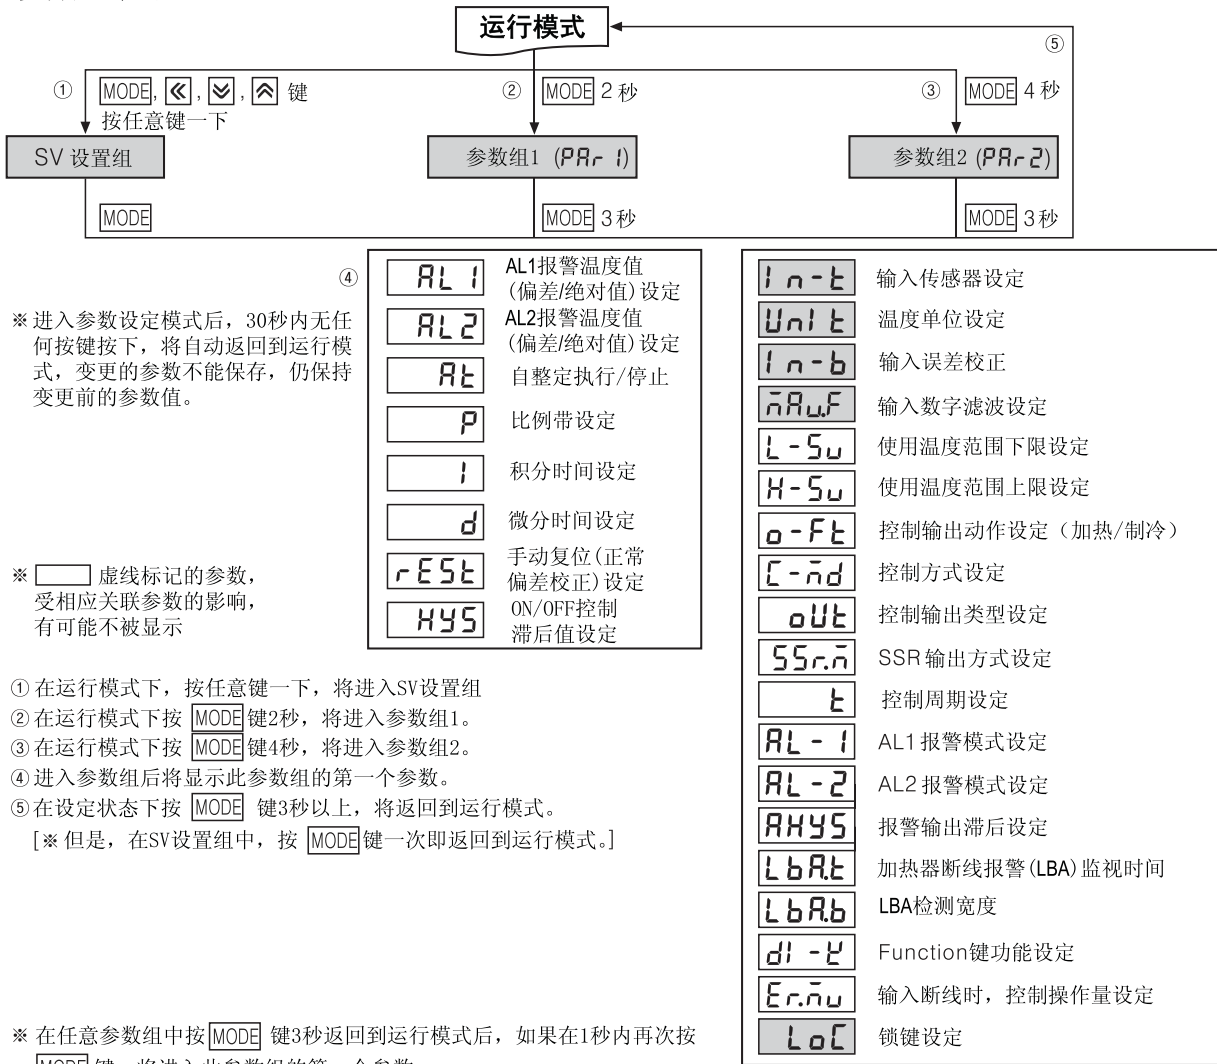 运行模式
⑤
① MODE, « , ⌄ , ⌃ 键
按任意键一下
② MODE 2 秒
③ MODE 4 秒
SV 设置组
参数组1 (PAr 1)
参数组2 (PAr2)
MODE
MODE 3 秒
MODE 3 秒
④
AL 1 AL1报警温度值
(偏差/绝对值)设定
AL2 AL2报警温度值
(偏差/绝对值)设定
At 自整定执行/停止
P 比例带设定
I 积分时间设定
d 微分时间设定
rESt 手动复位(正常
偏差校正)设定
HYS ON/OFF控制
滞后值设定
※ 进入参数设定模式后，30秒内无任
何按键按下，将自动返回到运行模
式，变更的参数不能保存，仍保持
变更前的参数值。
※ 虚线标记的参数，
受相应关联参数的影响，
有可能不被显示
In-t 输入传感器设定
UnIt 温度单位设定
In-b 输入误差校正
mAu.F 输入数字滤波设定
L-Su 使用温度范围下限设定
H-Su 使用温度范围上限设定
o-Ft 控制输出动作设定（加热/制冷）
C-md 控制方式设定
oUt 控制输出类型设定
SSr.m SSR 输出方式设定
t 控制周期设定
AL-1 AL1 报警模式设定
AL-2 AL2 报警模式设定
AHYS 报警输出滞后设定
LbA.t 加热器断线报警(LBA)监视时间
LbA.b LBA检测宽度
dI-K Function键功能设定
Er.mu 输入断线时，控制操作量设定
LoC 锁键设定
① 在运行模式下，按任意键一下，将进入SV设置组
② 在运行模式下按 MODE 键2秒，将进入参数组1。
③ 在运行模式下按 MODE 键4秒，将进入参数组2。
④ 进入参数组后将显示此参数组的第一个参数。
⑤ 在设定状态下按 MODE 键3秒以上，将返回到运行模式。
[※ 但是，在SV设置组中，按 MODE 键一次即返回到运行模式。]
※ 在任意参数组中按 MODE 键3秒返回到运行模式后，如果在1秒内再次按
MODE 键，将进入此参数组的第一个参数